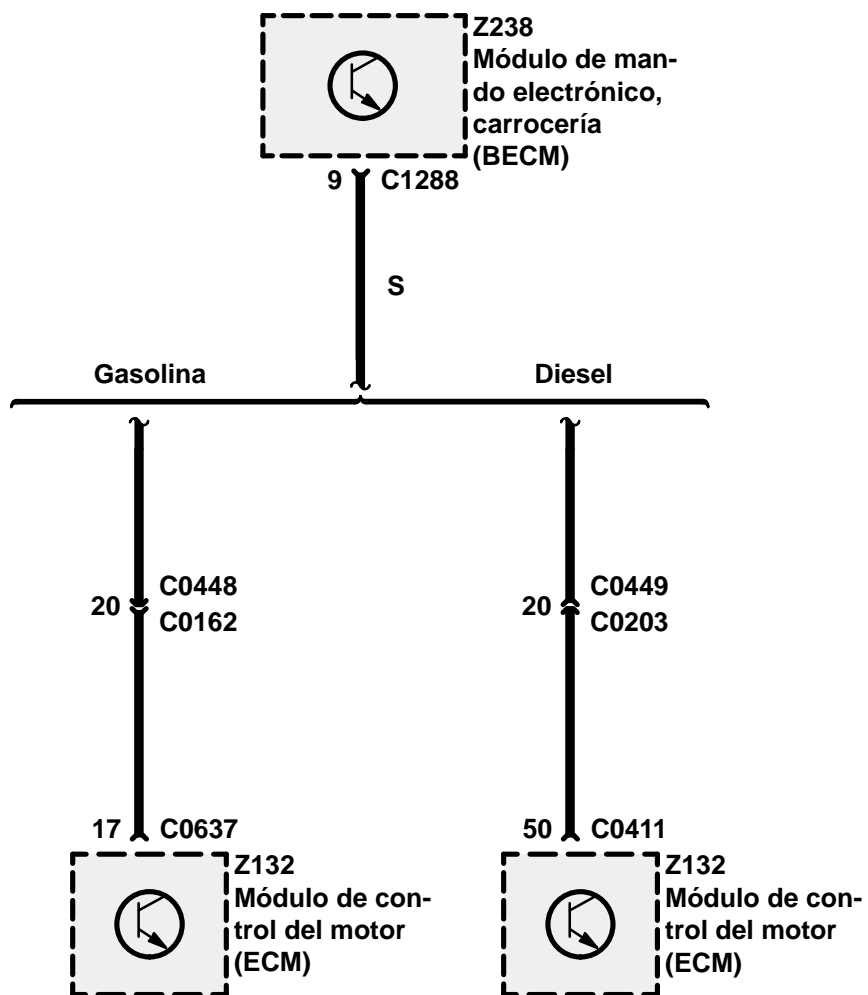 Z238
Módulo de man-
do electrónico,
carrocería
(BECM)
9 C1288
S
Gasolina
Diesel
20 C0448
C0162
20 C0449
C0203
17 C0637
Z132
Módulo de con-
trol del motor
(ECM)
50 C0411
Z132
Módulo de con-
trol del motor
(ECM)